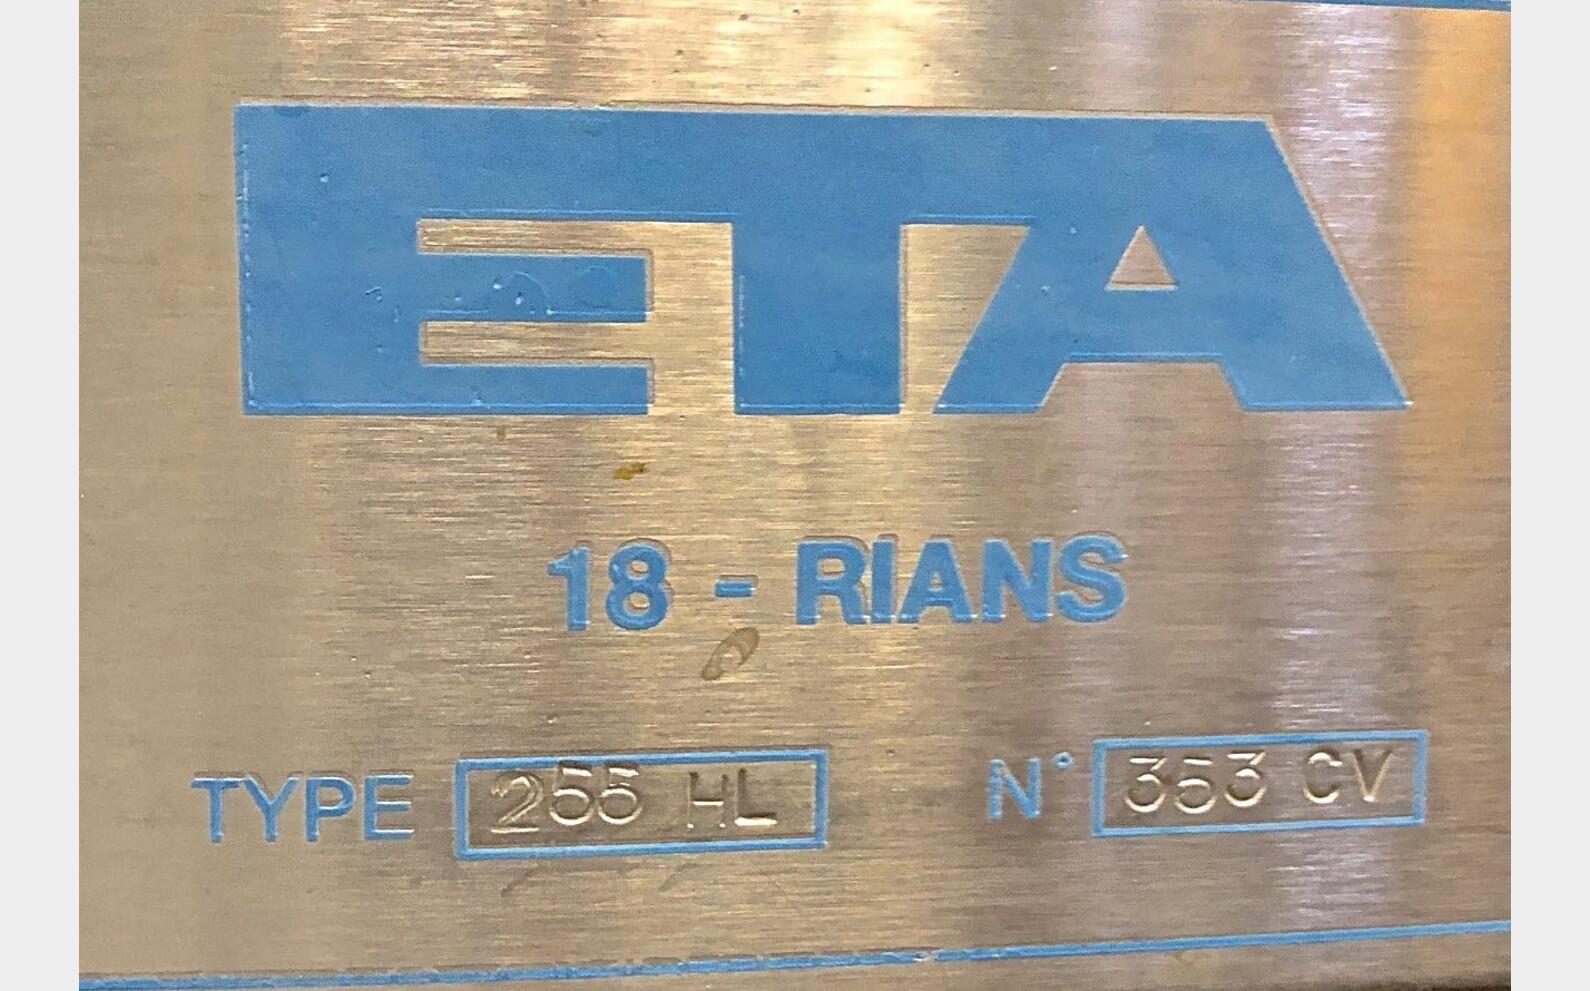 ETA
18 - RIANS
TYPE 255 HL N° 353 CV